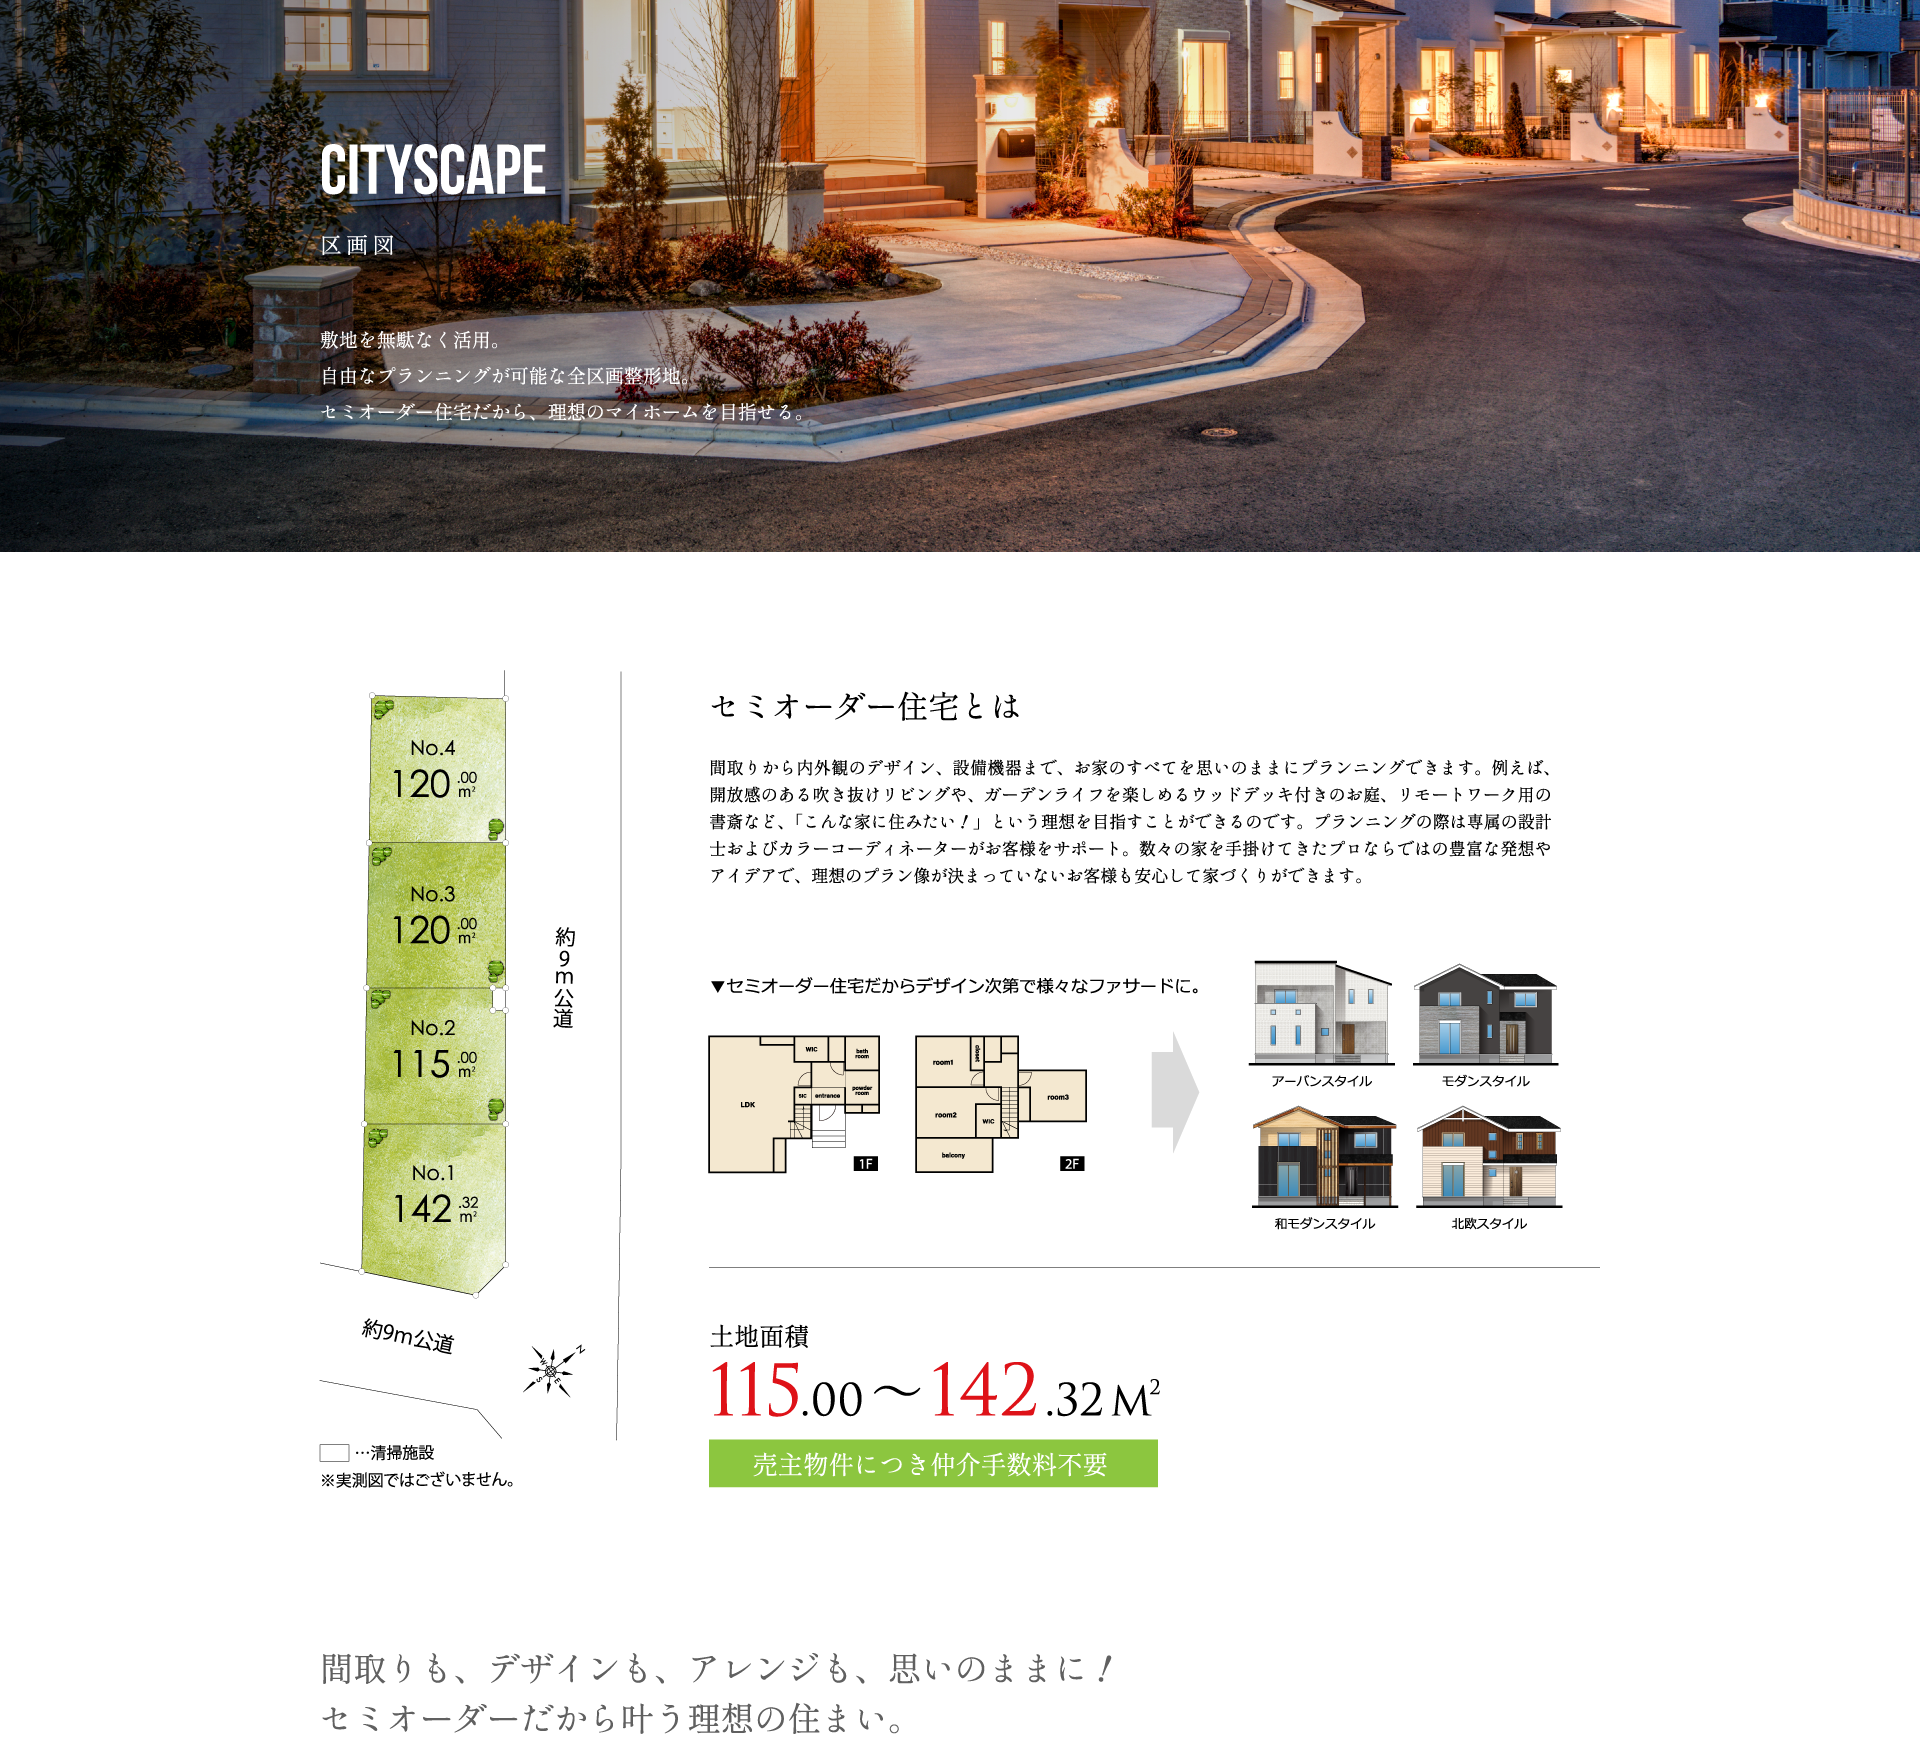 CITYSCAPE
区画図
敷地を無駄なく活用。
自由なプランニングが可能な全区画整形地。
セミオーダー住宅だから、理想のマイホームを目指せる。
No.4
120.00m²
No.3
120.00m²
No.2
115.00m²
No.1
142.32m²
約9m公道
約9m公道
N
W
S
E
…清掃施設
※実測図ではございません。
セミオーダー住宅とは
間取りから内外観のデザイン、設備機器まで、お家のすべてを思いのままにプランニングできます。例えば、
開放感のある吹き抜けリビングや、ガーデンライフを楽しめるウッドデッキ付きのお庭、リモートワーク用の
書斎など、「こんな家に住みたい！」という理想を目指すことができるのです。プランニングの際は専属の設計
士およびカラーコーディネーターがお客様をサポート。数々の家を手掛けてきたプロならではの豊富な発想や
アイデアで、理想のプラン像が決まっていないお客様も安心して家づくりができます。
▼セミオーダー住宅だからデザイン次第で様々なファサードに。
WIC
bath room
LDK
SIC
entrance
powder room
1F
room1
closet
room2
WIC
room3
balcony
2F
アーバンスタイル
モダンスタイル
和モダンスタイル
北欧スタイル
土地面積
115.00〜142.32M²
売主物件につき仲介手数料不要
間取りも、デザインも、アレンジも、思いのままに！
セミオーダーだから叶う理想の住まい。